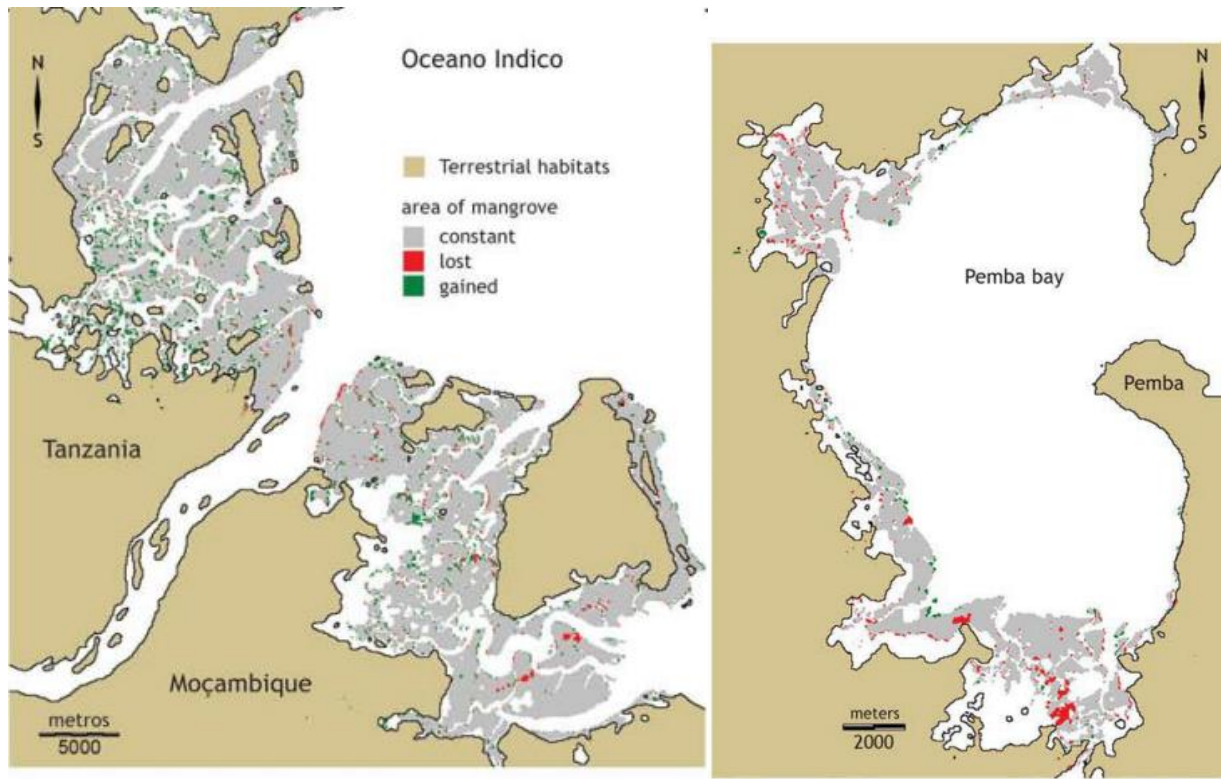 N
S
Oceano Indico
Terrestrial habitats
area of mangrove
constant
lost
gained
Tanzania
Moçambique
metros
5000
N
S
Pemba bay
Pemba
meters
2000